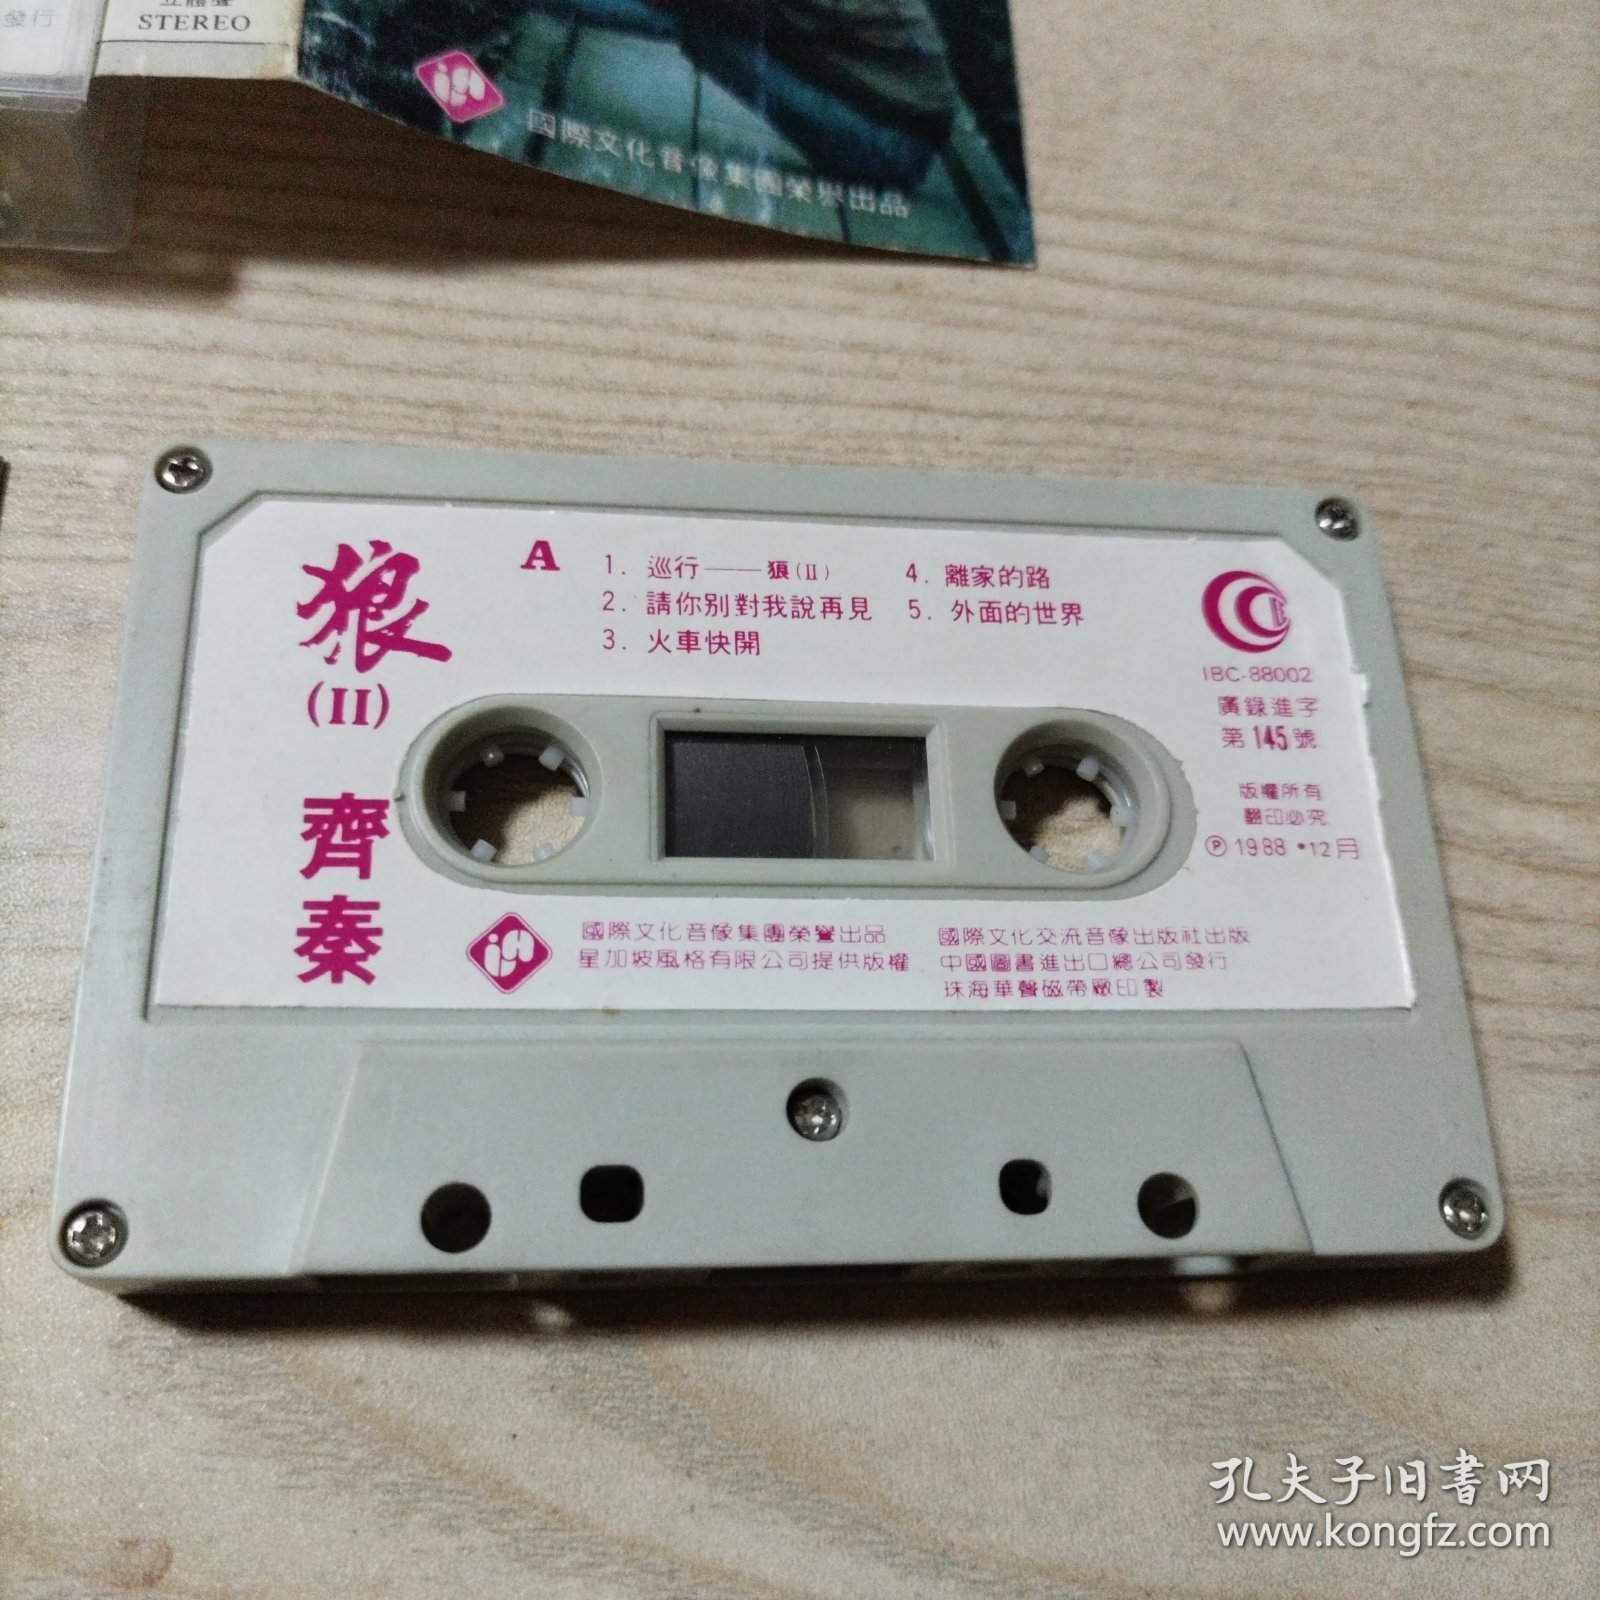 發行
立體聲
STEREO
國際文化音像集團榮譽出品
狼
(II)
齊秦
A
1. 巡行——狼(II)
2. 請你別對我說再見
3. 火車快開
4. 離家的路
5. 外面的世界
IBC-88002
廣録進字
第145號
版權所有
翻印必究
Ⓟ 1988·12月
國際文化音像集團榮譽出品
星加坡風格有限公司提供版權
國際文化交流音像出版社出版
中國圖書進出口總公司發行
珠海華聲磁帶廠印製
孔夫子旧書网
www.kongfz.com